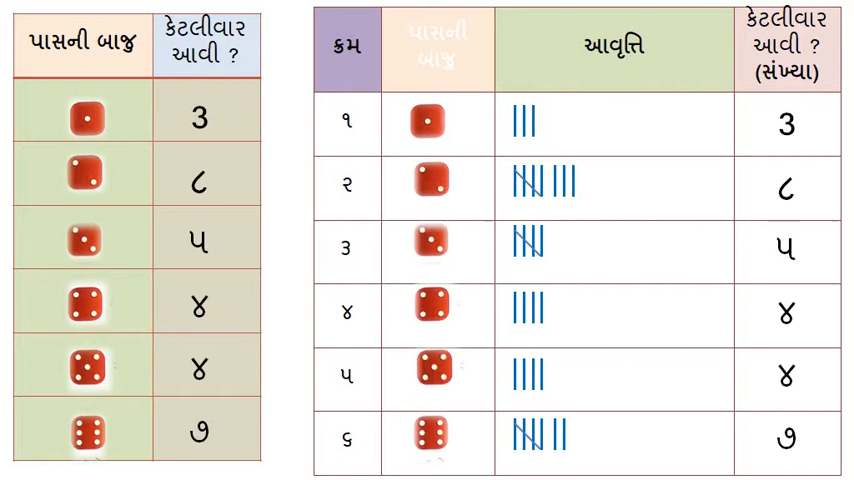 પાસની બાજુ
કેટલીવાર
આવી ?
૩
૮
૫
૪
૪
૭
ક્રમ
પાસની
બાજુ
આવૃત્તિ
કેટલીવાર
આવી ?
(સંખ્યા)
૧
૩
૨
૮
૩
૫
૪
૪
૫
૪
૬
૭